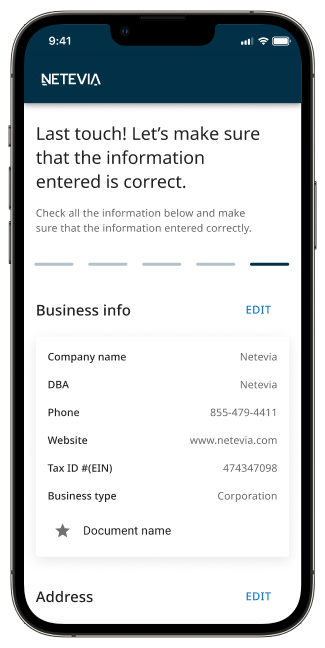 9:41
NETEVIA
Last touch! Let’s make sure
that the information
entered is correct.
Check all the information below and make
sure that the information entered correctly.
Business info EDIT
Company name Netevia
DBA Netevia
Phone 855-479-4411
Website www.netevia.com
Tax ID #(EIN) 474347098
Business type Corporation
Document name
Address EDIT